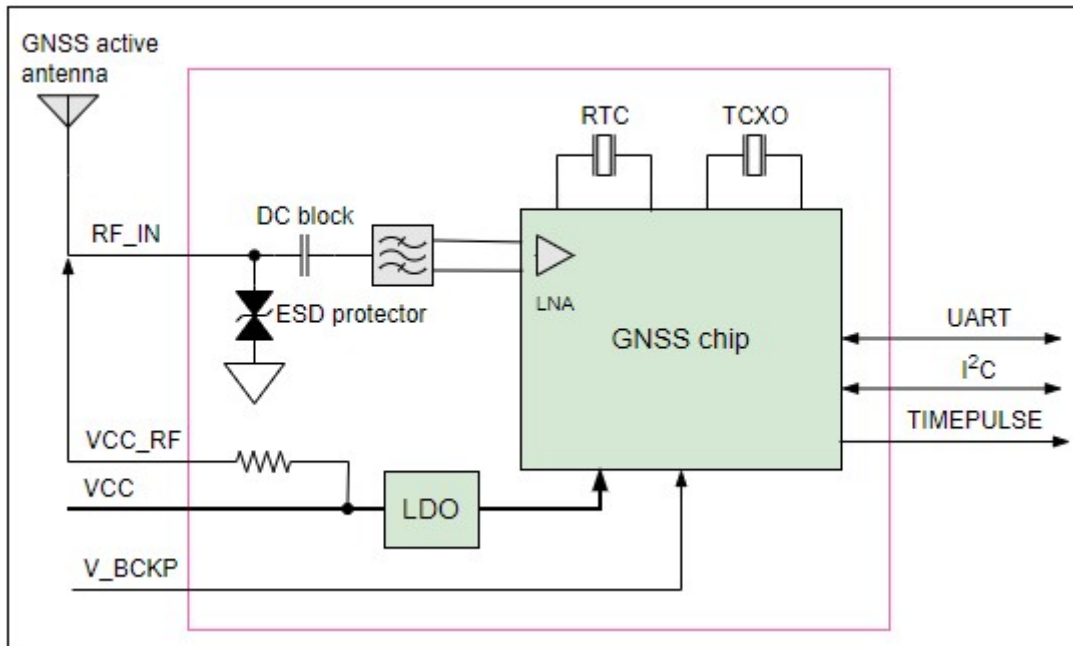 GNSS active
antenna
RTC
TCXO
DC block
RF_IN
ESD protector
LNA
GNSS chip
UART
I²C
TIMEPULSE
VCC_RF
VCC
LDO
V_BCKP